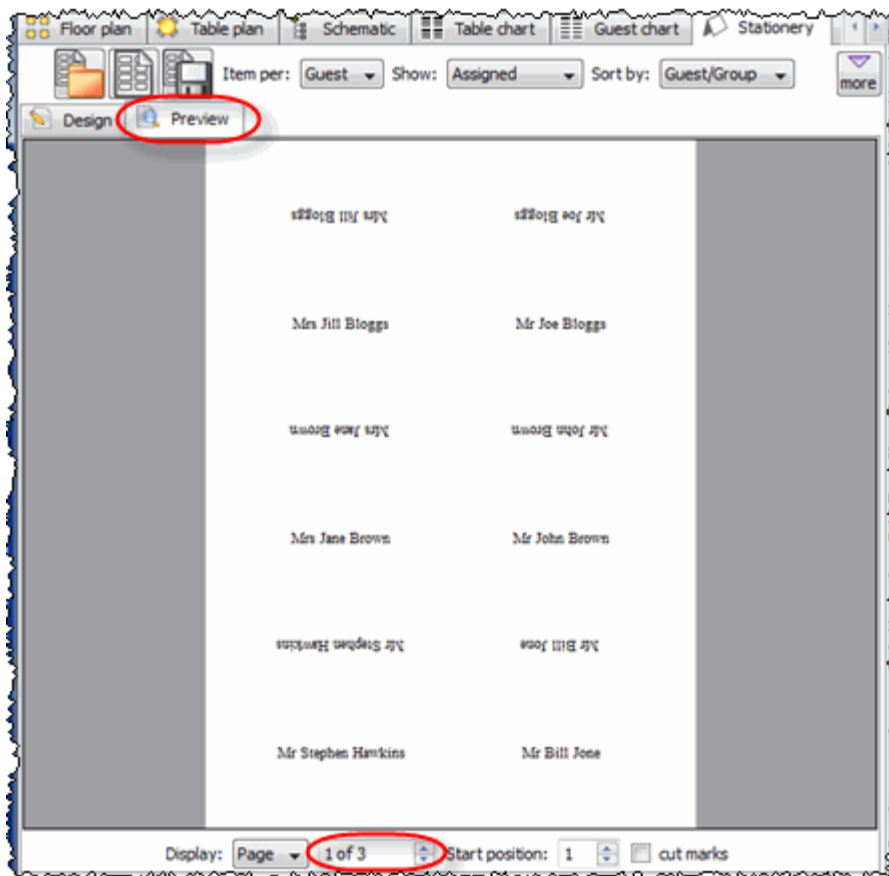 Floor plan Table plan Schematic Table chart Guest chart Stationery
Item per: Guest Show: Assigned Sort by: Guest/Group more
Design Preview
Mrs Jill Bloggs Mr Joe Bloggs
Mrs Jill Bloggs Mr Joe Bloggs
Mrs Jane Brown Mr John Brown
Mrs Jane Brown Mr John Brown
Mr Stephen Hawkins Mr Bill Jone
Mr Stephen Hawkins Mr Bill Jone
Display: Page 1 of 3 Start position: 1 cut marks